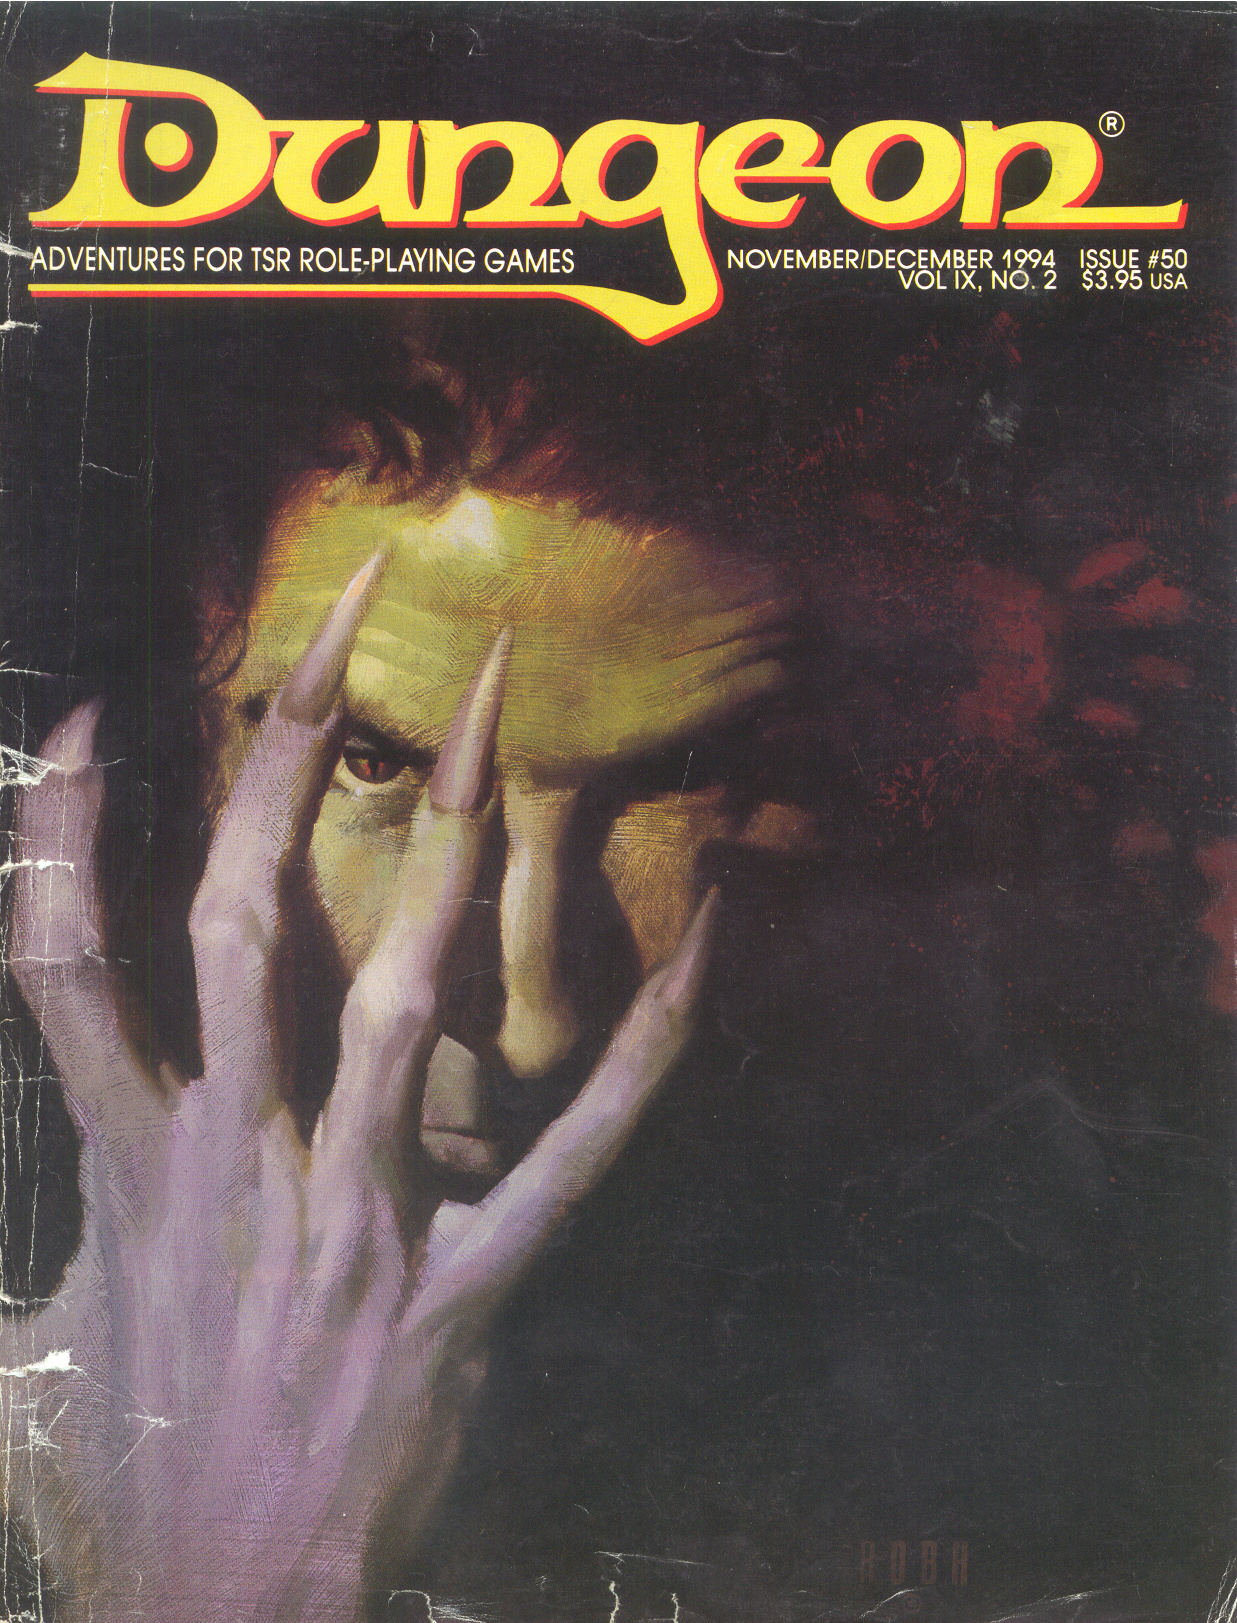 Dungeon®
ADVENTURES FOR TSR ROLE-PLAYING GAMES
NOVEMBER/DECEMBER 1994 ISSUE #50
VOL IX, NO. 2 $3.95 USA